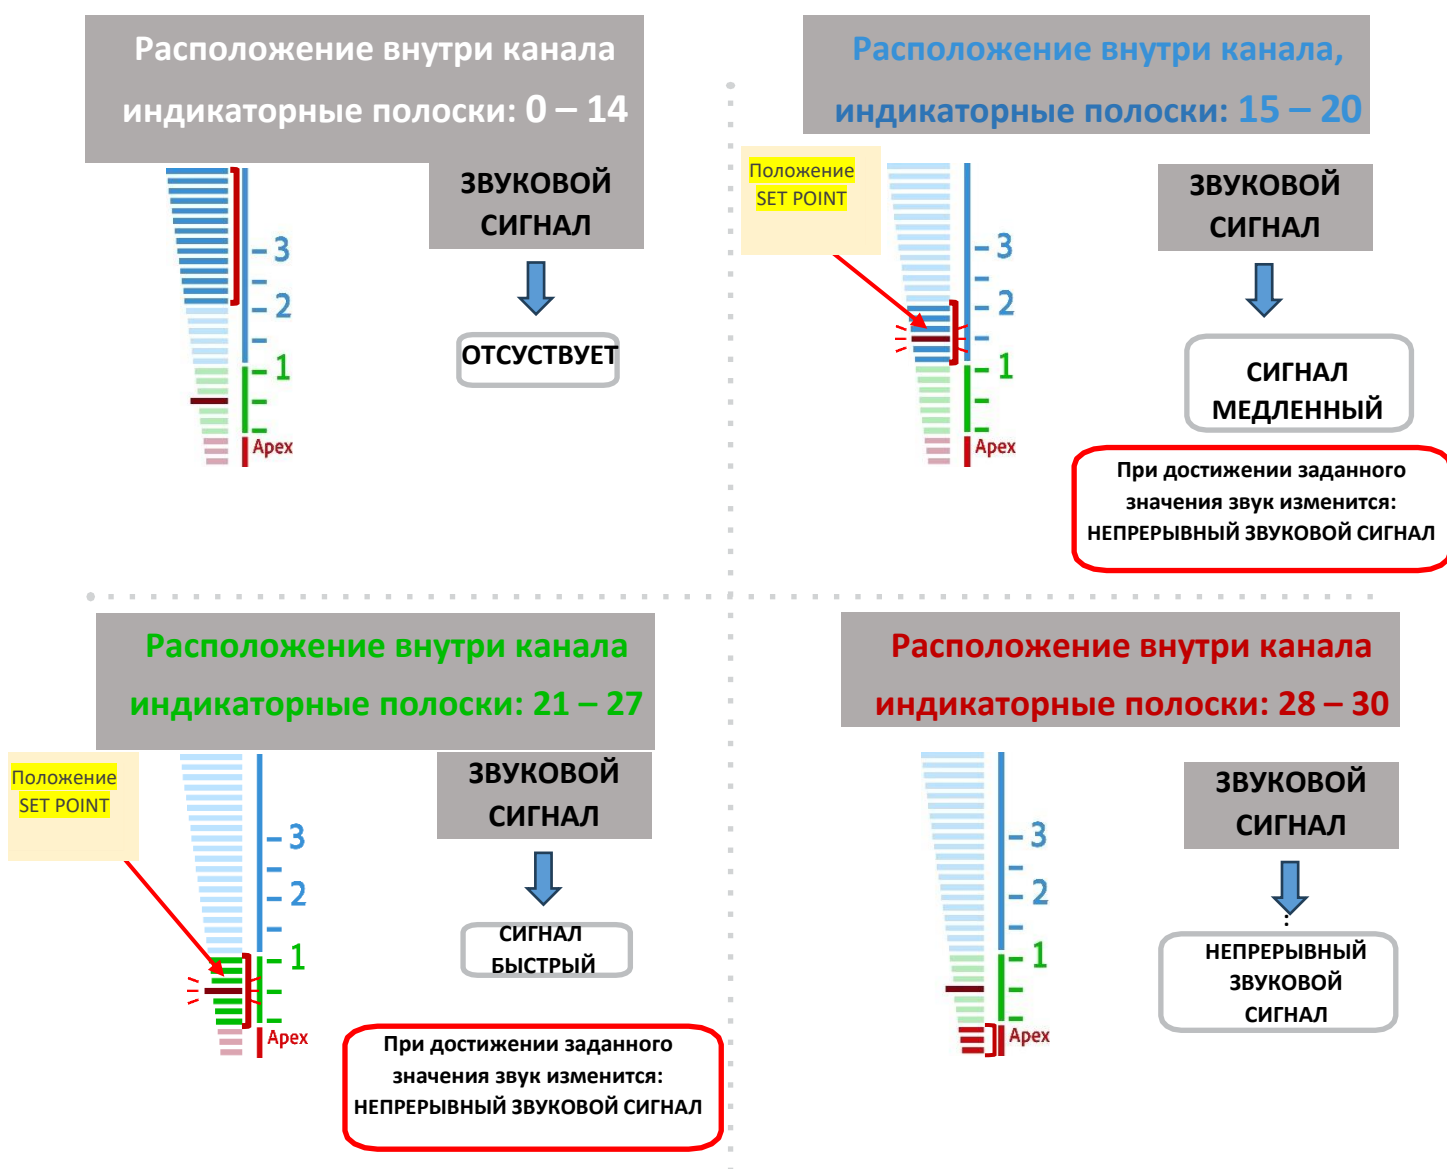 Расположение внутри канала
индикаторные полоски: 0 – 14
ЗВУКОВОЙ
СИГНАЛ
3
2
1
Apex
ОТСУСТВУЕТ
Расположение внутри канала,
индикаторные полоски: 15 – 20
Положение
SET POINT
ЗВУКОВОЙ
СИГНАЛ
3
2
1
Apex
СИГНАЛ
МЕДЛЕННЫЙ
При достижении заданного
значения звук изменится:
НЕПРЕРЫВНЫЙ ЗВУКОВОЙ СИГНАЛ
Расположение внутри канала
индикаторные полоски: 21 – 27
Положение
SET POINT
ЗВУКОВОЙ
СИГНАЛ
3
2
1
Apex
СИГНАЛ
БЫСТРЫЙ
При достижении заданного
значения звук изменится:
НЕПРЕРЫВНЫЙ ЗВУКОВОЙ СИГНАЛ
Расположение внутри канала
индикаторные полоски: 28 – 30
ЗВУКОВОЙ
СИГНАЛ
3
2
1
Apex
:
НЕПРЕРЫВНЫЙ
ЗВУКОВОЙ
СИГНАЛ